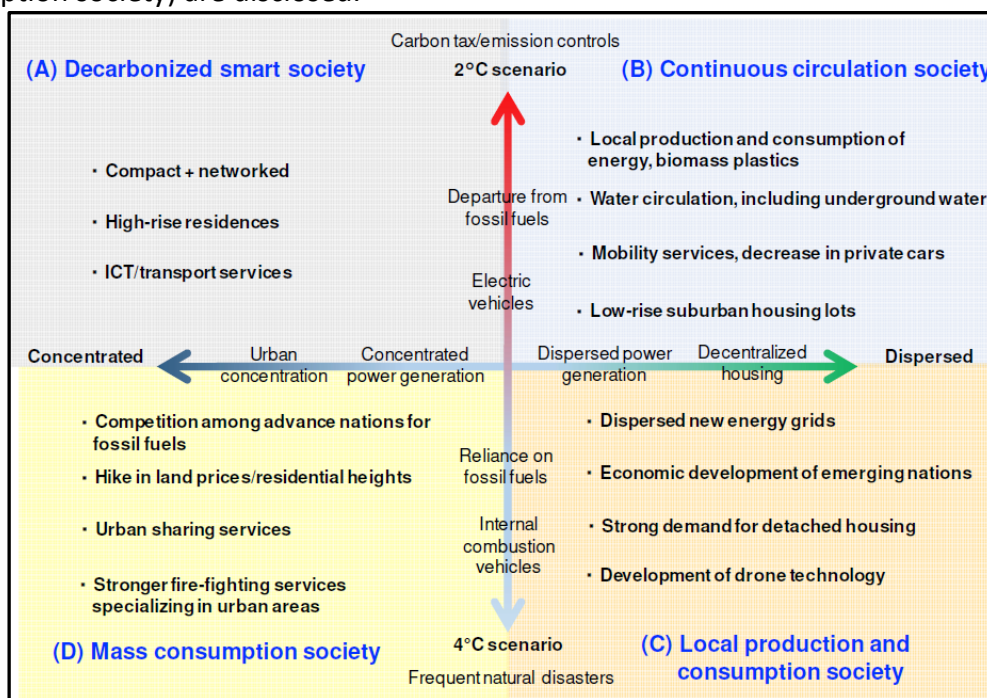 ption society) are disclosed.
Carbon tax/emission controls
(A) Decarbonized smart society
2°C scenario
(B) Continuous circulation society
・ Compact + networked
・ High-rise residences
・ ICT/transport services
Departure from
fossil fuels
Electric
vehicles
・ Local production and consumption of
energy, biomass plastics
・ Water circulation, including underground water
・ Mobility services, decrease in private cars
・ Low-rise suburban housing lots
Concentrated
Urban
concentration
Concentrated
power generation
Dispersed power
generation
Decentralized
housing
Dispersed
・ Competition among advance nations for
fossil fuels
・ Hike in land prices/residential heights
・ Urban sharing services
・ Stronger fire-fighting services
specializing in urban areas
Reliance on
fossil fuels
Internal
combustion
vehicles
・ Dispersed new energy grids
・ Economic development of emerging nations
・ Strong demand for detached housing
・ Development of drone technology
(D) Mass consumption society
4°C scenario
Frequent natural disasters
(C) Local production and
consumption society